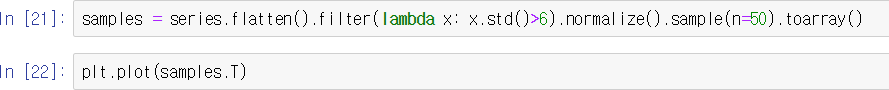 In [21]: samples = series.flatten().filter(lambda x: x.std()>6).normalize().sample(n=50).toarray()
In [22]: plt.plot(samples.T)